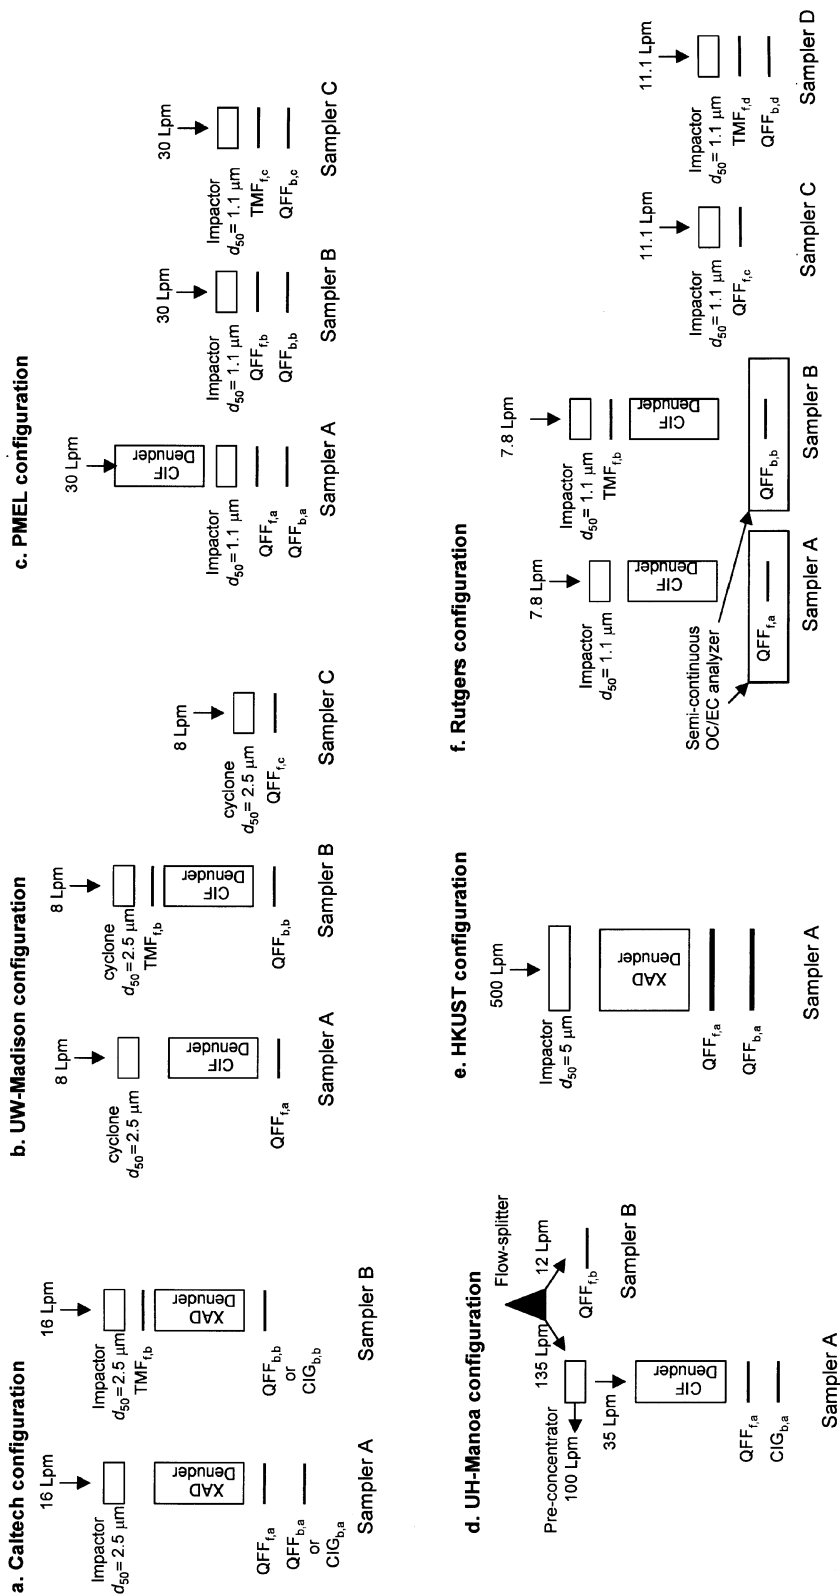 a. Caltech configuration
16 Lpm
Impactor
d50= 2.5 μm
XAD
Denuder
QFFf,a
QFFb,a
or
CIGb,a
Sampler A
16 Lpm
Impactor
d50= 2.5 μm
TMFf,b
XAD
Denuder
QFFb,b
or
CIGb,b
Sampler B
b. UW-Madison configuration
8 Lpm
cyclone
d50= 2.5 μm
CIF
Denuder
QFFf,a
Sampler A
8 Lpm
cyclone
d50= 2.5 μm
TMFf,b
CIF
Denuder
QFFb,b
Sampler B
8 Lpm
cyclone
d50= 2.5 μm
QFFf,c
Sampler C
c. PMEL configuration
30 Lpm
CIF
Denuder
Impactor
d50= 1.1 μm
QFFf,a
QFFb,a
Sampler A
30 Lpm
Impactor
d50= 1.1 μm
QFFf,b
QFFb,b
Sampler B
30 Lpm
Impactor
d50= 1.1 μm
TMFf,c
QFFb,c
Sampler C
d. UH-Manoa configuration
Flow-splitter
135 Lpm
12 Lpm
Pre-concentrator
100 Lpm
35 Lpm
CIF
Denuder
QFFf,a
CIGb,a
Sampler A
QFFf,b
Sampler B
e. HKUST configuration
500 Lpm
Impactor
d50= 5 μm
XAD
Denuder
QFFf,a
QFFb,a
Sampler A
f. Rutgers configuration
7.8 Lpm
Impactor
d50= 1.1 μm
CIF
Denuder
Semi-continuous
OC/EC analyzer
QFFf,a
Sampler A
7.8 Lpm
Impactor
d50= 1.1 μm
TMFf,b
CIF
Denuder
QFFb,b
Sampler B
11.1 Lpm
Impactor
d50= 1.1 μm
QFFf,c
Sampler C
11.1 Lpm
Impactor
d50= 1.1 μm
TMFf,d
QFFb,d
Sampler D